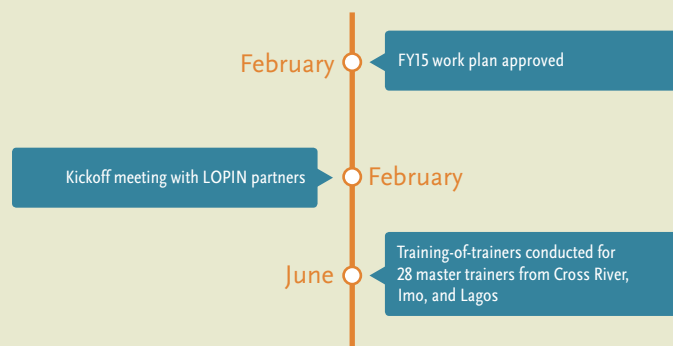 February
FY15 work plan approved
Kickoff meeting with LOPIN partners
February
June
Training-of-trainers conducted for
28 master trainers from Cross River,
Imo, and Lagos